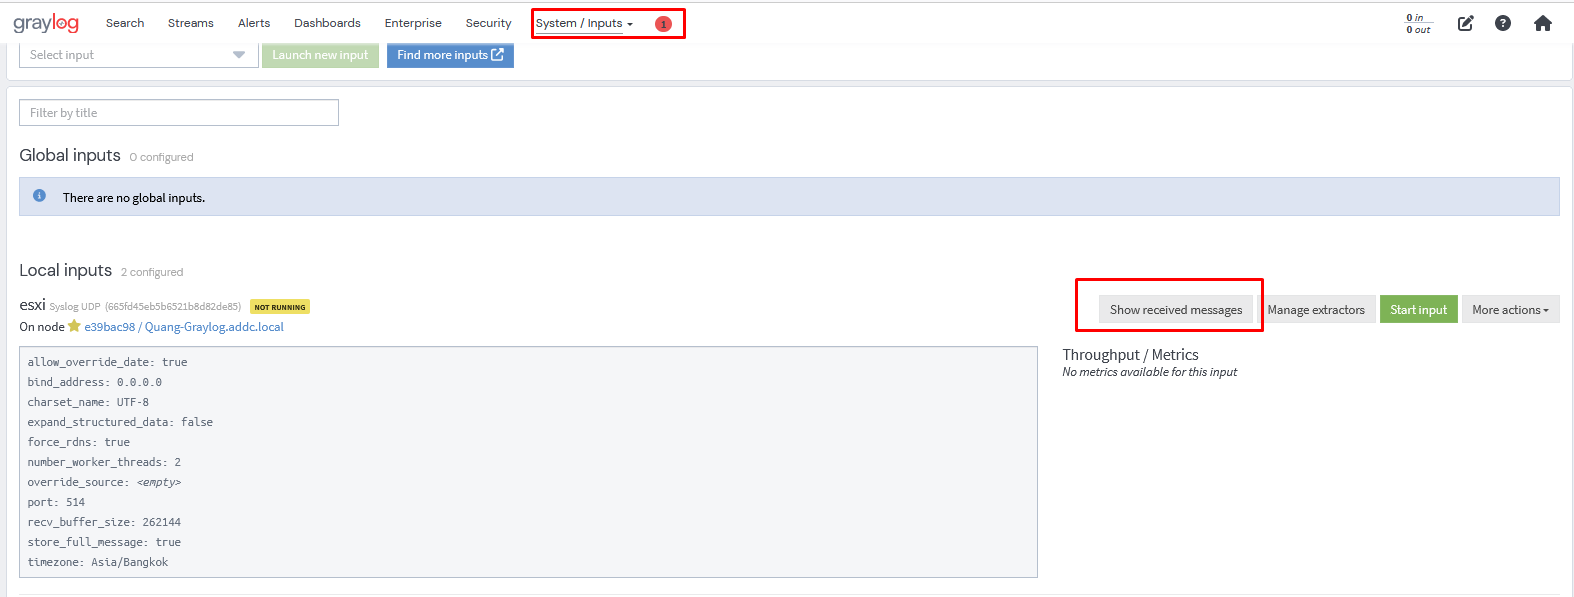 graylog Search Streams Alerts Dashboards Enterprise Security System / Inputs 1 0 in
0 out
Select input Launch new input Find more inputs
Filter by title
Global inputs 0 configured
There are no global inputs.
Local inputs 2 configured
esxi Syslog UDP (665fd45eb5b6521b8d82de85) NOT RUNNING Show received messages Manage extractors Start input More actions
On node e39bac98 / Quang-Graylog.addc.local
allow_override_date: true
bind_address: 0.0.0.0
charset_name: UTF-8
expand_structured_data: false
force_rdns: true
number_worker_threads: 2
override_source: <empty>
port: 514
recv_buffer_size: 262144
store_full_message: true
timezone: Asia/Bangkok
Throughput / Metrics
No metrics available for this input